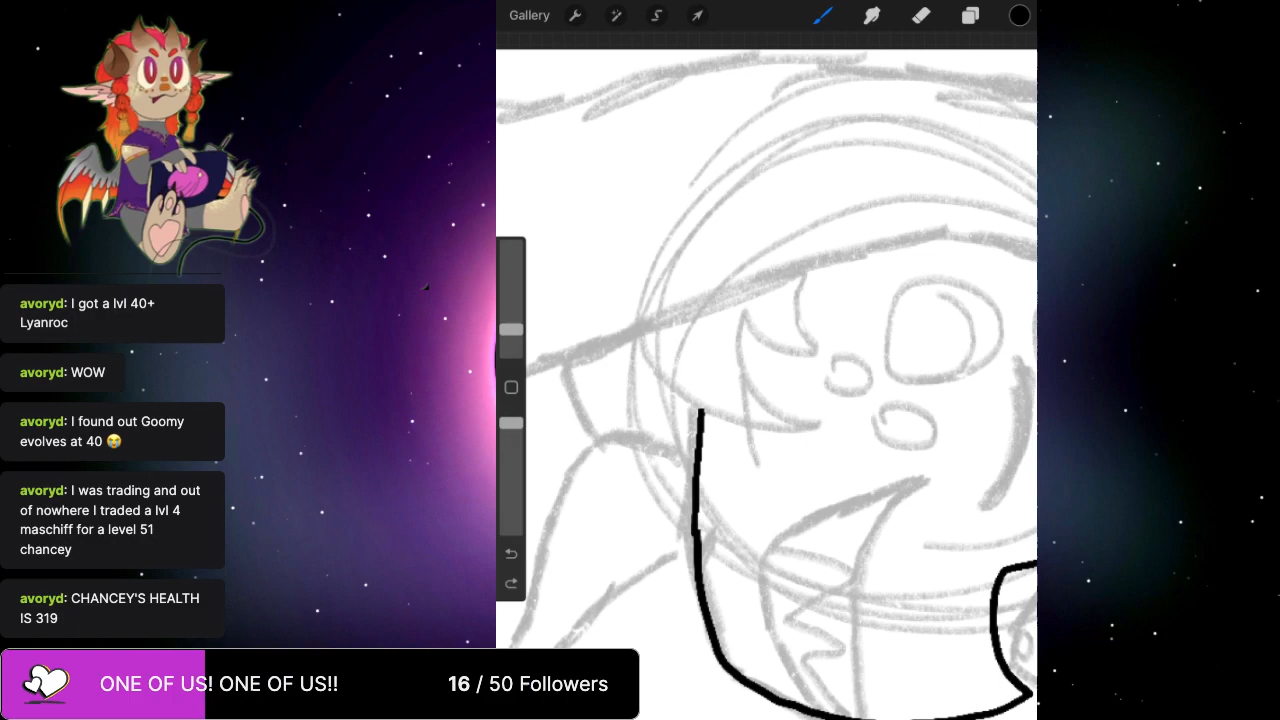 Gallery
avoryd: I got a lvl 40+
Lyanroc
avoryd: WOW
avoryd: I found out Goomy
evolves at 40 😭
avoryd: I was trading and out
of nowhere I traded a lvl 4
maschiff for a level 51
chancey
avoryd: CHANCEY'S HEALTH
IS 319
ONE OF US! ONE OF US!!
16 / 50 Followers